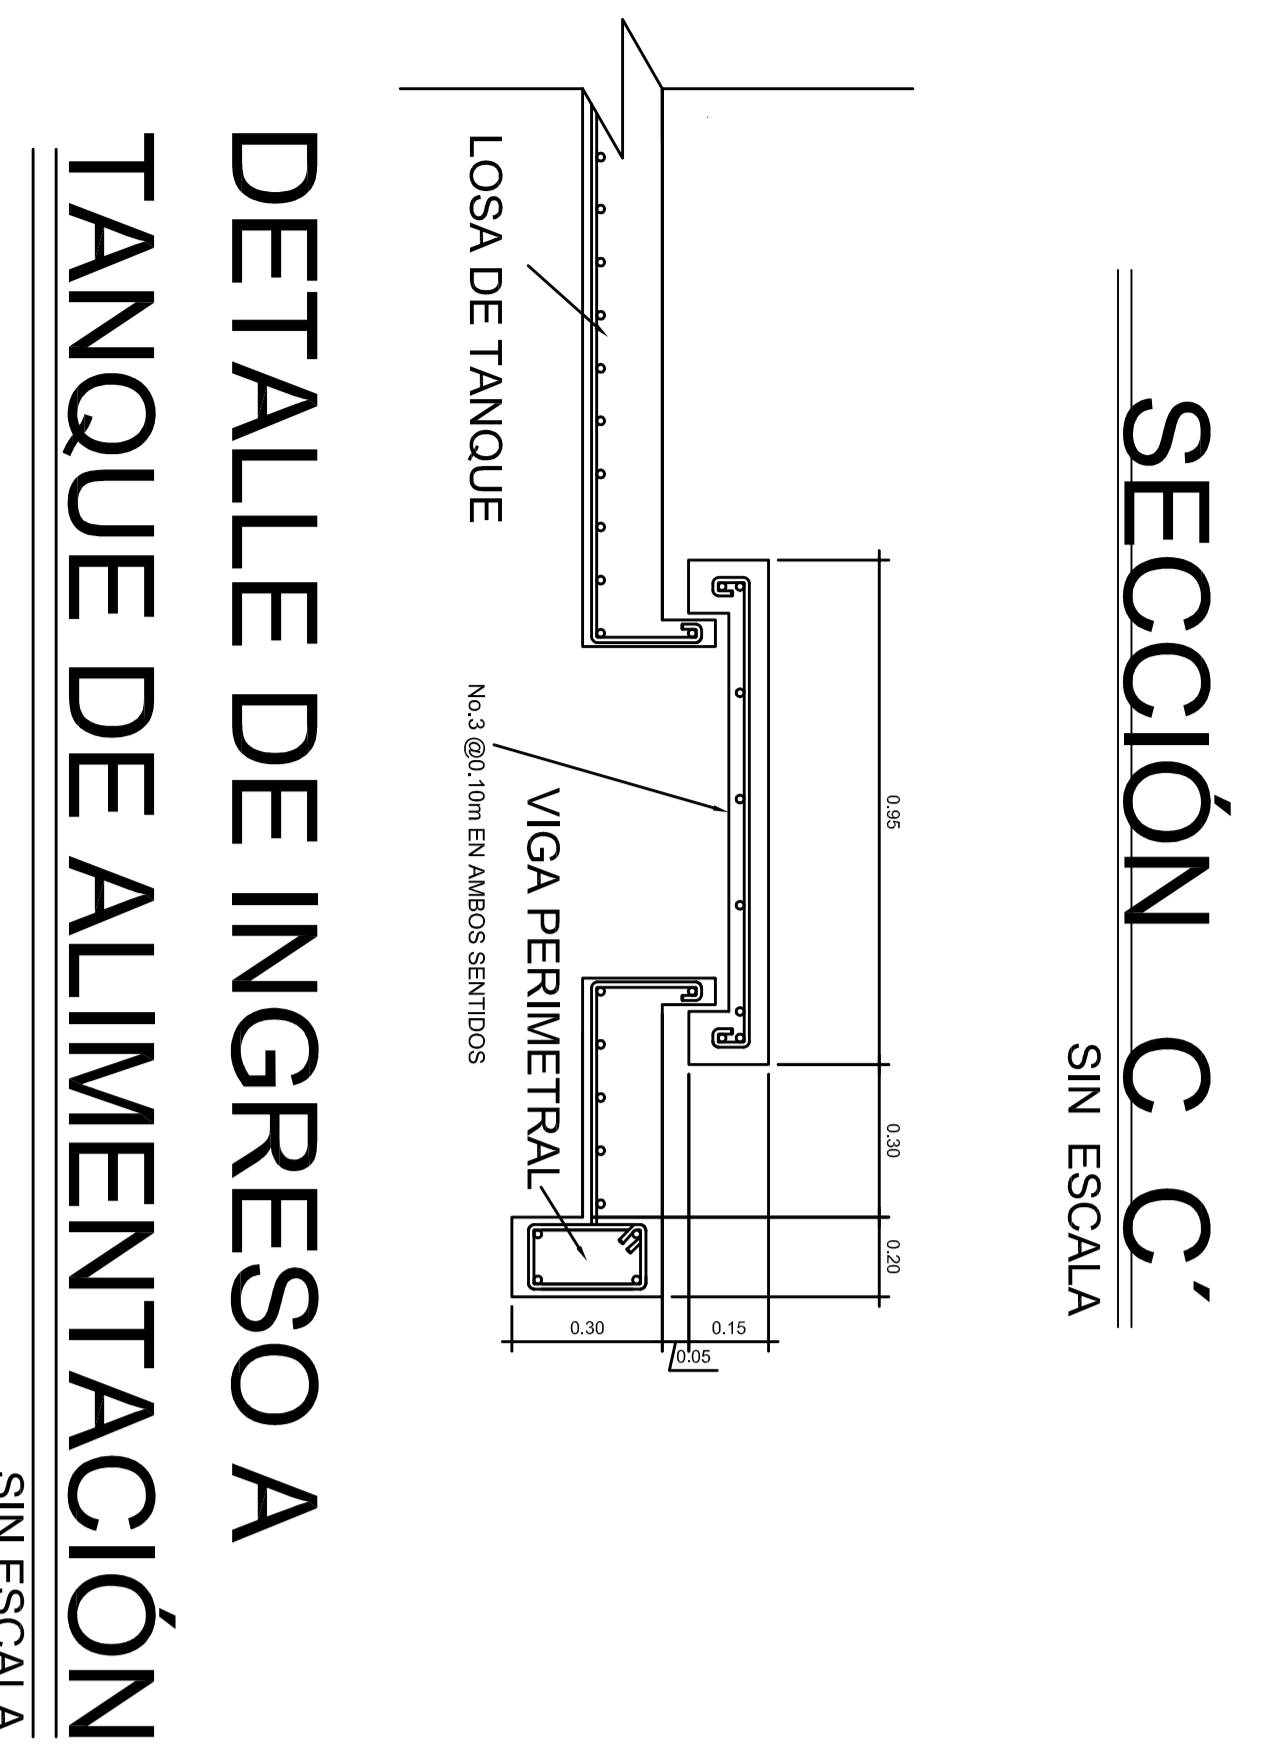 SECCIÓN C C´
SIN ESCALA
0.95
0.30
0.20
0.30
0.15
0.05
LOSA DE TANQUE
VIGA PERIMETRAL
No.3 @0.10m EN AMBOS SENTIDOS
DETALLE DE INGRESO A
TANQUE DE ALIMENTACIÓN
SIN ESCALA